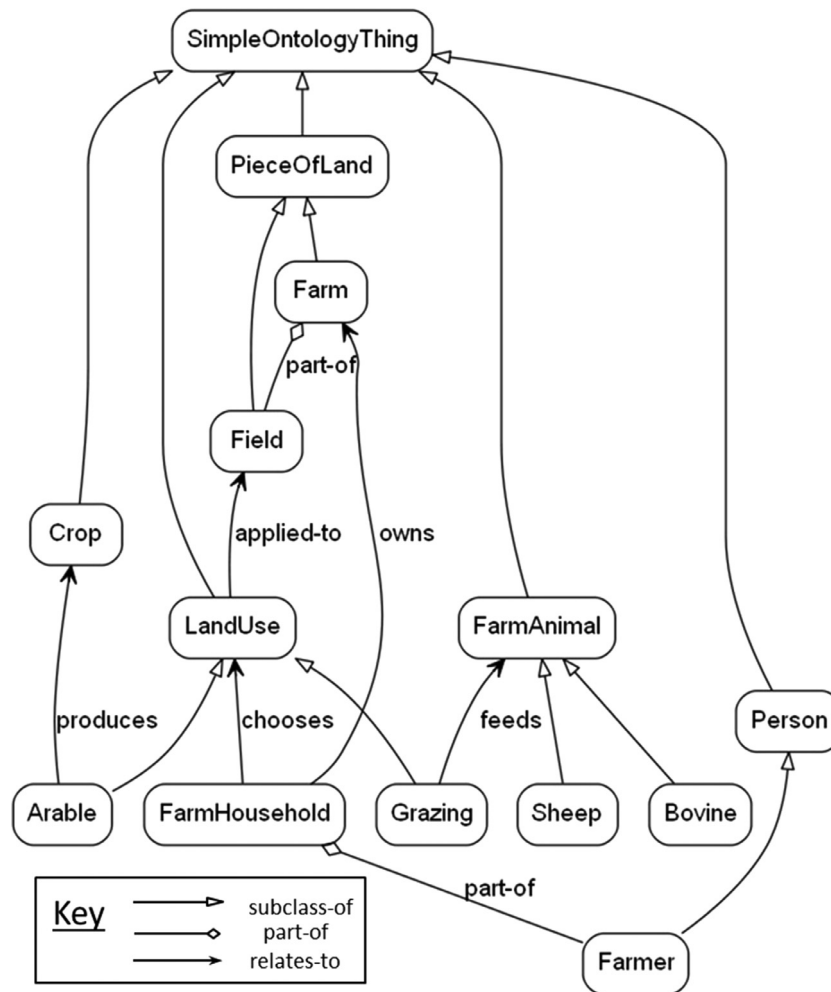 SimpleOntologyThing
PieceOfLand
Farm
part-of
Field
Crop
applied-to
owns
LandUse
FarmAnimal
produces
chooses
feeds
Person
Arable
FarmHousehold
Grazing
Sheep
Bovine
part-of
Farmer
Key
subclass-of
part-of
relates-to